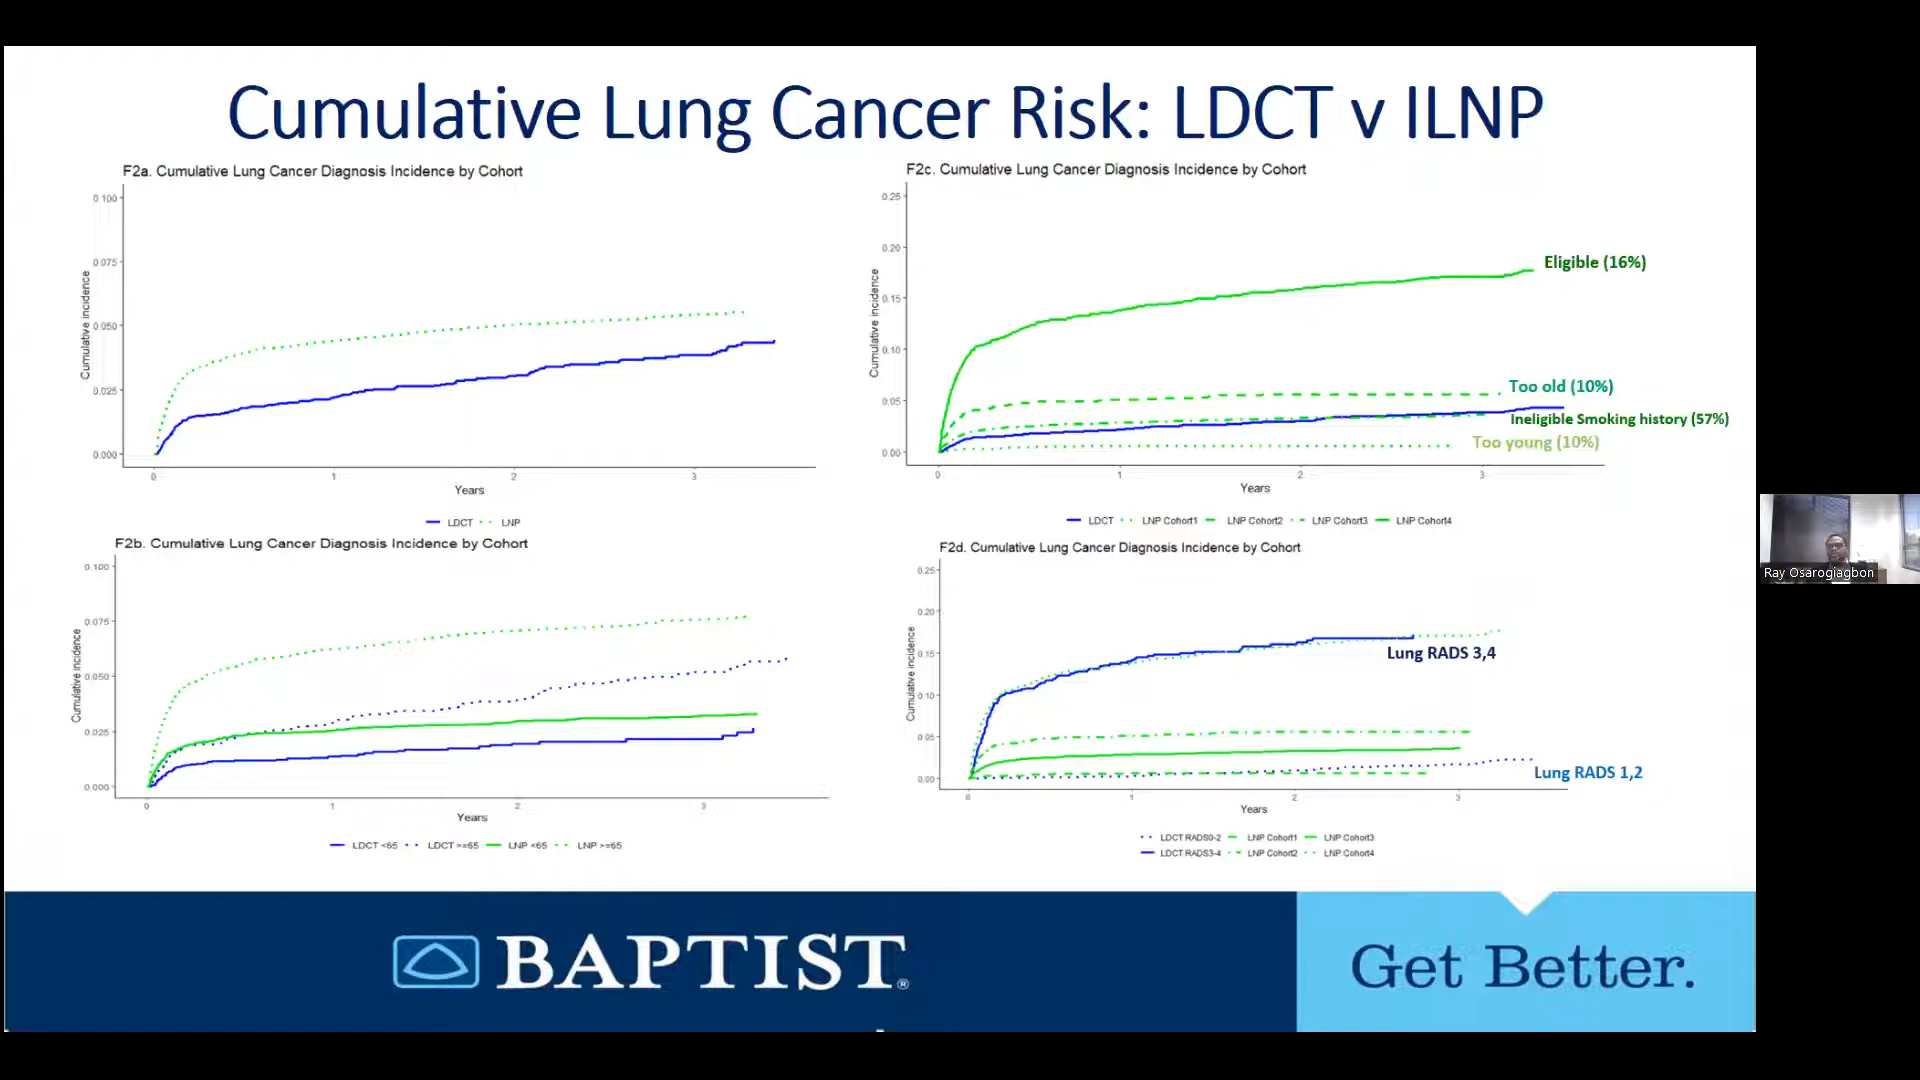 Cumulative Lung Cancer Risk: LDCT v ILNP
F2a. Cumulative Lung Cancer Diagnosis Incidence by Cohort
0.100
0.075
0.050
0.025
0.000
Cumulative incidence
0 1 2 3
Years
LDCT LNP
F2c. Cumulative Lung Cancer Diagnosis Incidence by Cohort
0.25
0.20
0.15
0.10
0.05
0.00
Cumulative incidence
Eligible (16%)
Too old (10%)
Ineligible Smoking history (57%)
Too young (10%)
0 1 2 3
Years
LDCT LNP Cohort1 LNP Cohort2 LNP Cohort3 LNP Cohort4
F2b. Cumulative Lung Cancer Diagnosis Incidence by Cohort
0.100
0.075
0.050
0.025
0.000
Cumulative incidence
0 1 2 3
Years
LDCT <65 LDCT >=65 LNP <65 LNP >=65
F2d. Cumulative Lung Cancer Diagnosis Incidence by Cohort
0.25
0.20
0.15
0.10
0.05
0.00
Cumulative incidence
Lung RADS 3,4
Lung RADS 1,2
0 1 2 3
Years
LDCT RADS0-2 LNP Cohort1 LNP Cohort3
LDCT RADS3-4 LNP Cohort2 LNP Cohort4
BAPTIST®
Get Better.
Ray Osarogiagbon